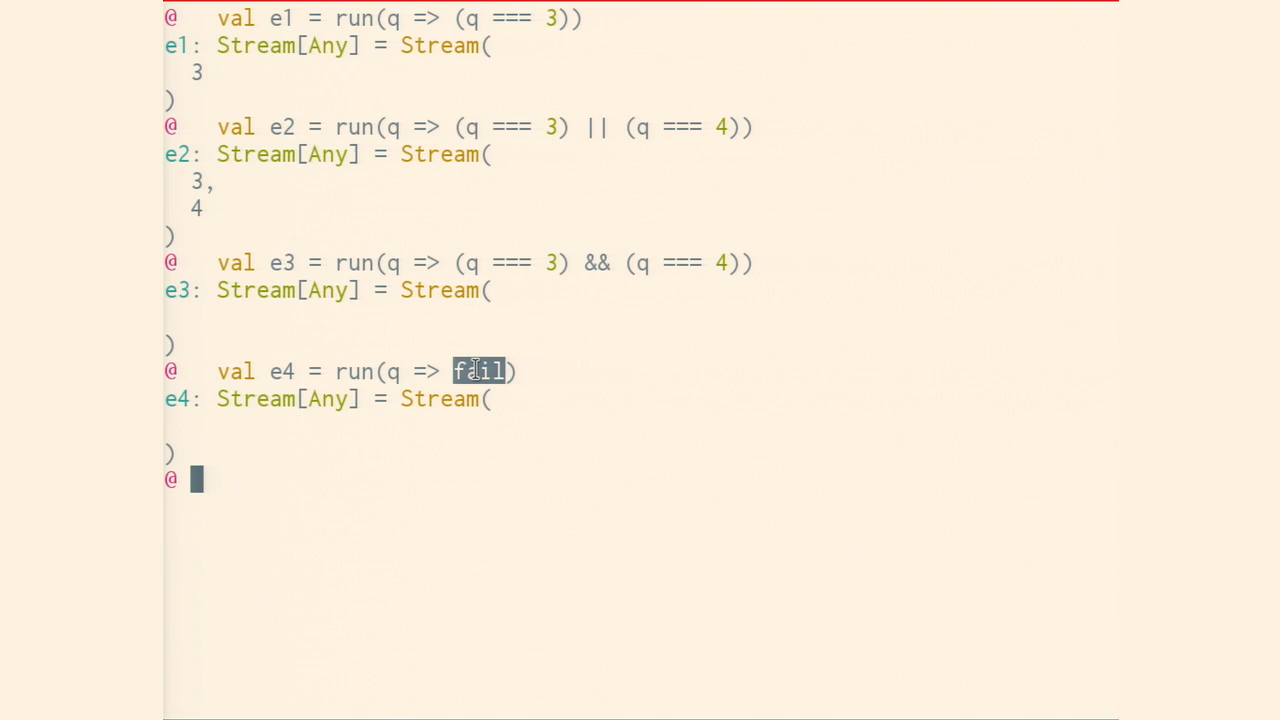 @   val e1 = run(q => (q === 3))
e1: Stream[Any] = Stream(
  3
)
@   val e2 = run(q => (q === 3) || (q === 4))
e2: Stream[Any] = Stream(
  3,
  4
)
@   val e3 = run(q => (q === 3) && (q === 4))
e3: Stream[Any] = Stream(
)
@   val e4 = run(q => fail)
e4: Stream[Any] = Stream(
)
@